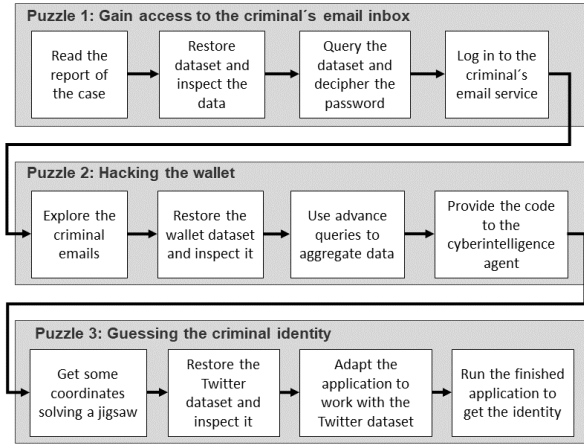 Puzzle 1: Gain access to the criminal´s email inbox
Read the
report of
the case
Restore
dataset and
inspect the
data
Query the
dataset and
decipher the
password
Log in to the
criminal´s
email service
Puzzle 2: Hacking the wallet
Explore the
criminal
emails
Restore the
wallet dataset
and inspect it
Use advance
queries to
aggregate data
Provide the code
to the
cyberintelligence
agent
Puzzle 3: Guessing the criminal identity
Get some
coordinates
solving a jigsaw
Restore the
Twitter
dataset and
inspect it
Adapt the
application to
work with the
Twitter dataset
Run the finished
application to
get the identity